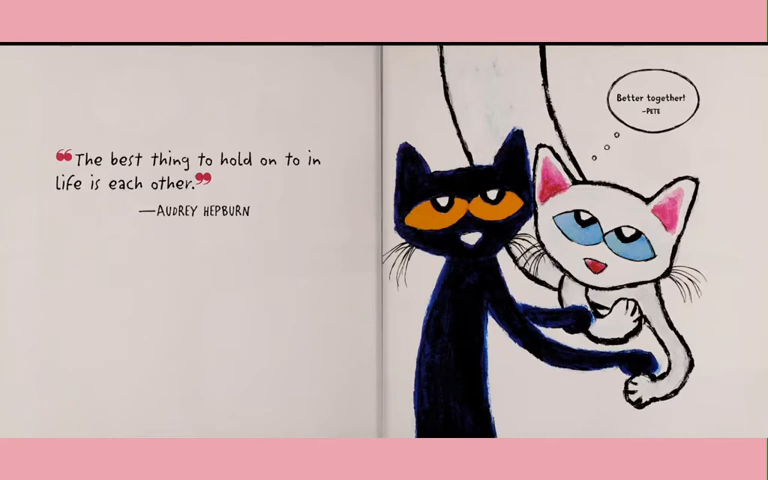 ❝The best thing to hold on to in
life is each other.❞
—AUDREY HEPBURN
Better together!
–PETE